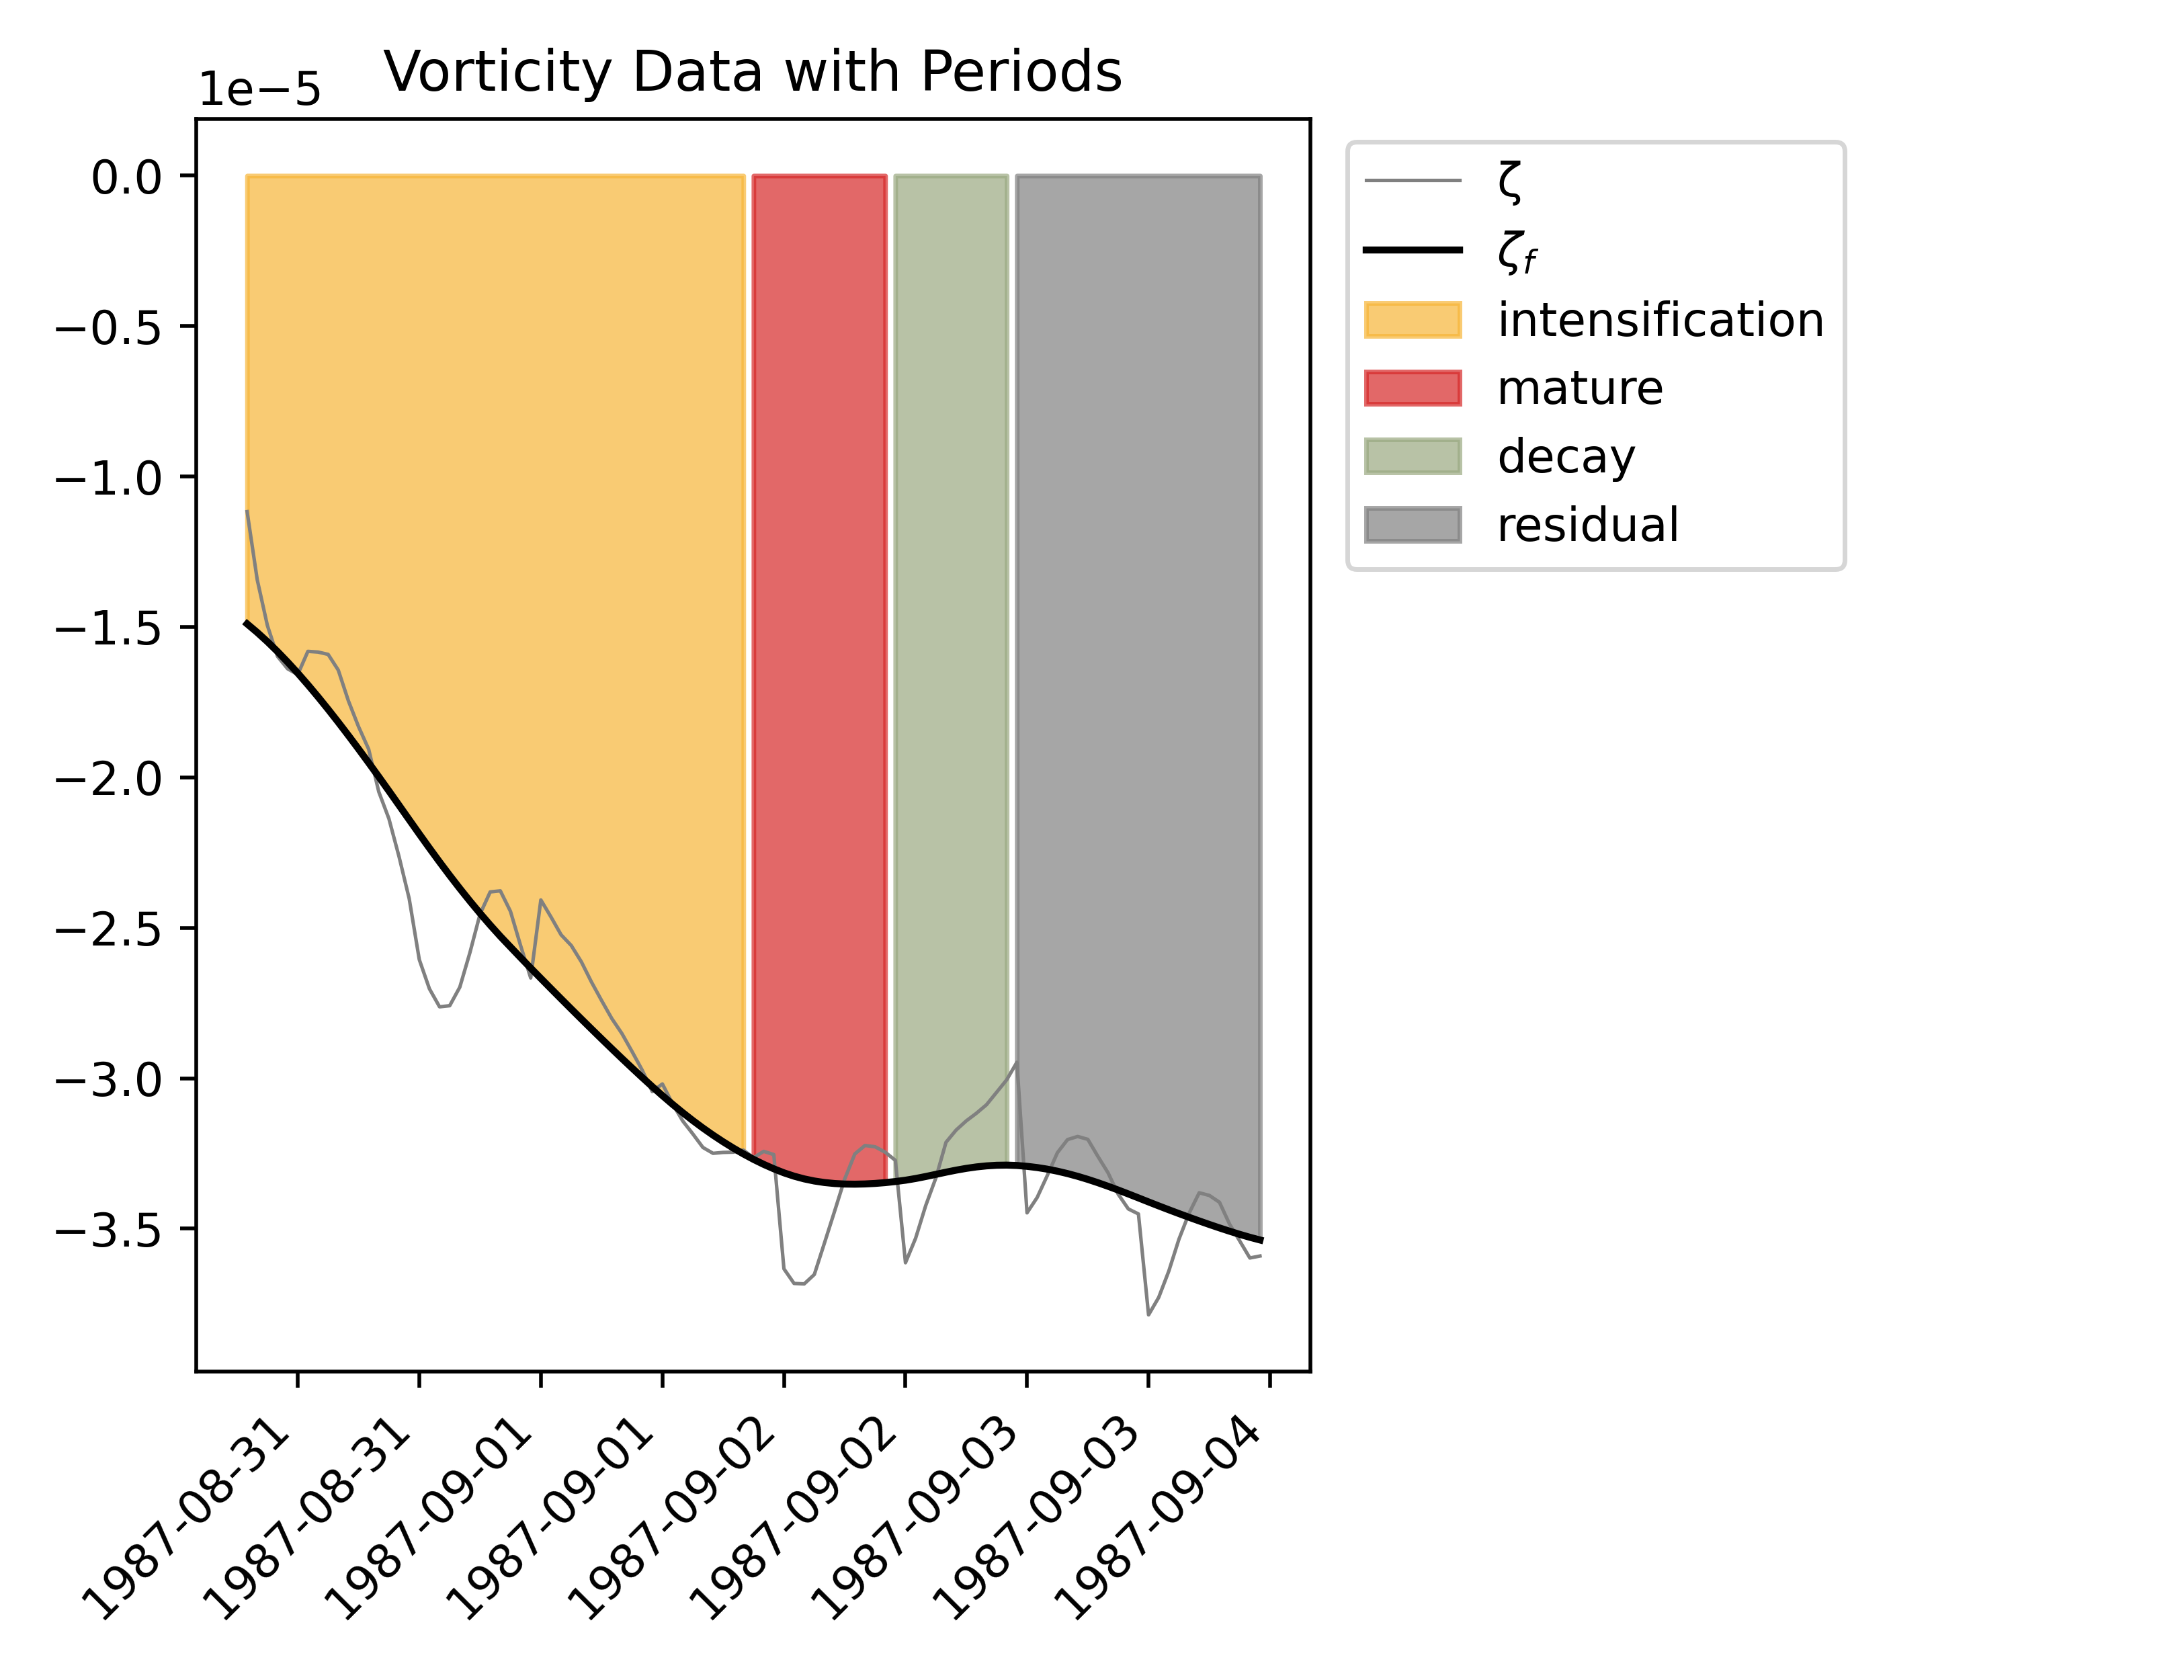 Vorticity Data with Periods
1e−5
0.0
−0.5
−1.0
−1.5
−2.0
−2.5
−3.0
−3.5
1987-08-31
1987-08-31
1987-09-01
1987-09-01
1987-09-02
1987-09-02
1987-09-03
1987-09-03
1987-09-04
ζ
ζf
intensification
mature
decay
residual